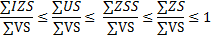 ∑IZS/∑VS ≤ ∑US/∑VS ≤ ∑ZSS/∑VS ≤ ∑ZS/∑VS ≤ 1